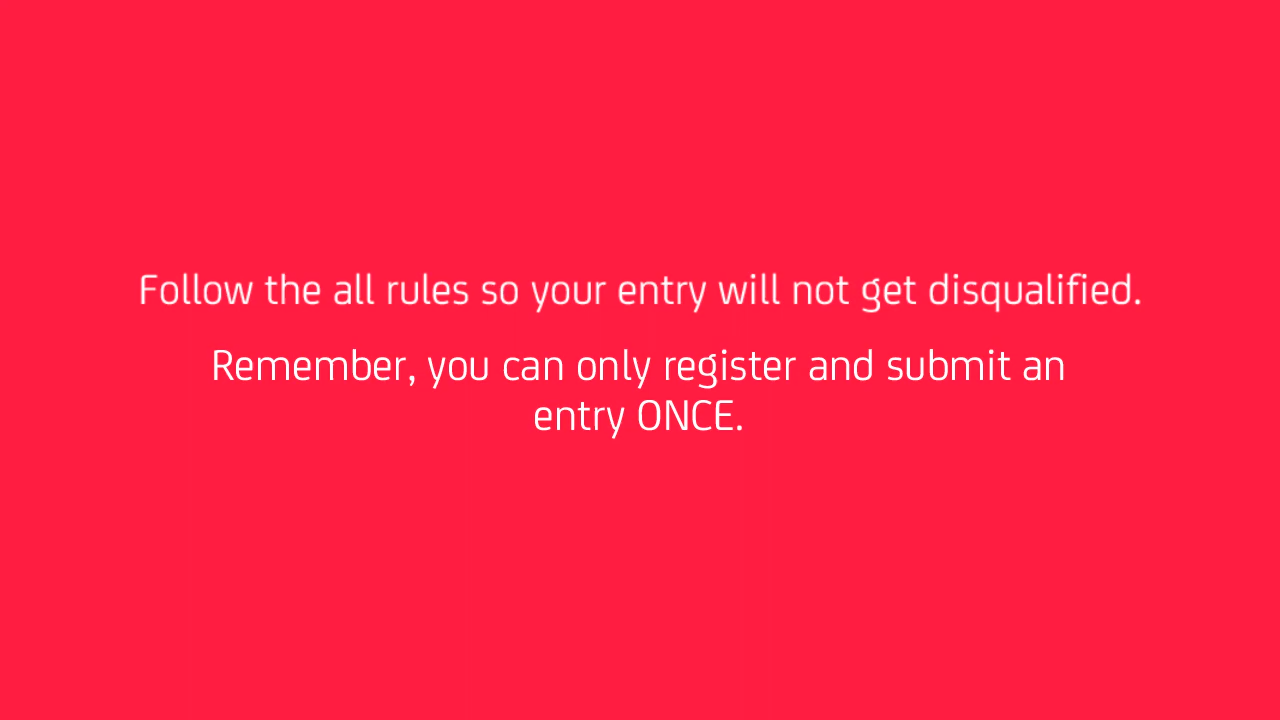 Follow the all rules so your entry will not get disqualified.
Remember, you can only register and submit an
entry ONCE.